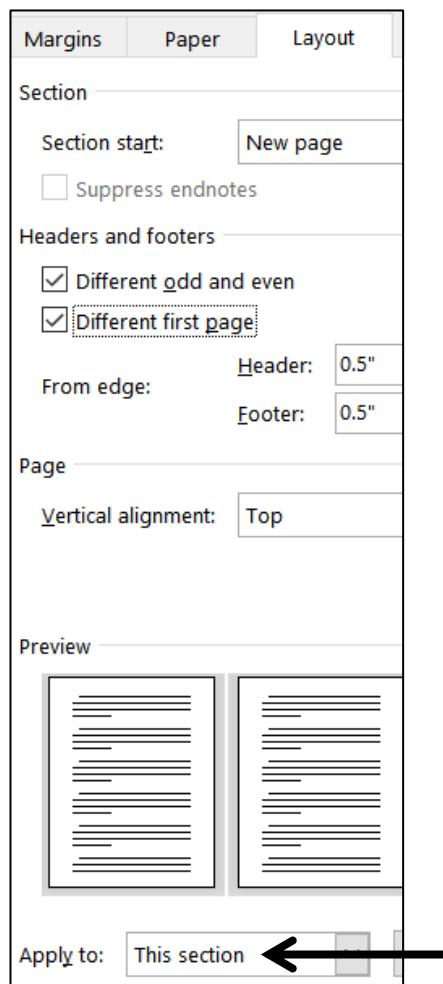 Margins Paper Layout
Section
Section start: New page
Suppress endnotes
Headers and footers
Different odd and even
Different first page
From edge:
Header: 0.5"
Footer: 0.5"
Page
Vertical alignment: Top
Preview
Apply to: This section